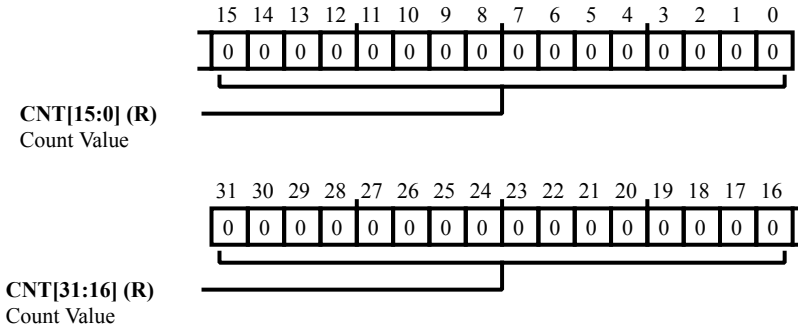 15 14 13 12 11 10 9 8 7 6 5 4 3 2 1 0
0 0 0 0 0 0 0 0 0 0 0 0 0 0 0 0
CNT[15:0] (R)
Count Value
31 30 29 28 27 26 25 24 23 22 21 20 19 18 17 16
0 0 0 0 0 0 0 0 0 0 0 0 0 0 0 0
CNT[31:16] (R)
Count Value